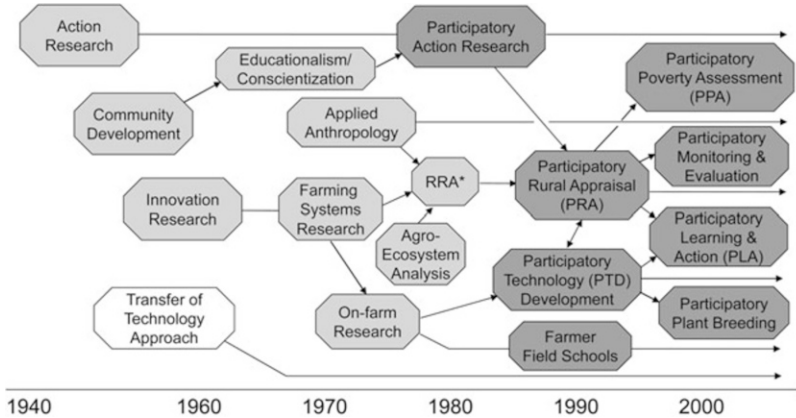 Action
Research
Participatory
Action Research
Educationalism/
Conscientization
Participatory
Poverty Assessment
(PPA)
Community
Development
Applied
Anthropology
RRA*
Participatory
Rural Appraisal
(PRA)
Participatory
Monitoring &
Evaluation
Innovation
Research
Farming
Systems
Research
Agro-
Ecosystem
Analysis
Participatory
Learning &
Action (PLA)
Participatory
Technology (PTD)
Development
Transfer of
Technology
Approach
On-farm
Research
Participatory
Plant Breeding
Farmer
Field Schools
1940 1960 1970 1980 1990 2000